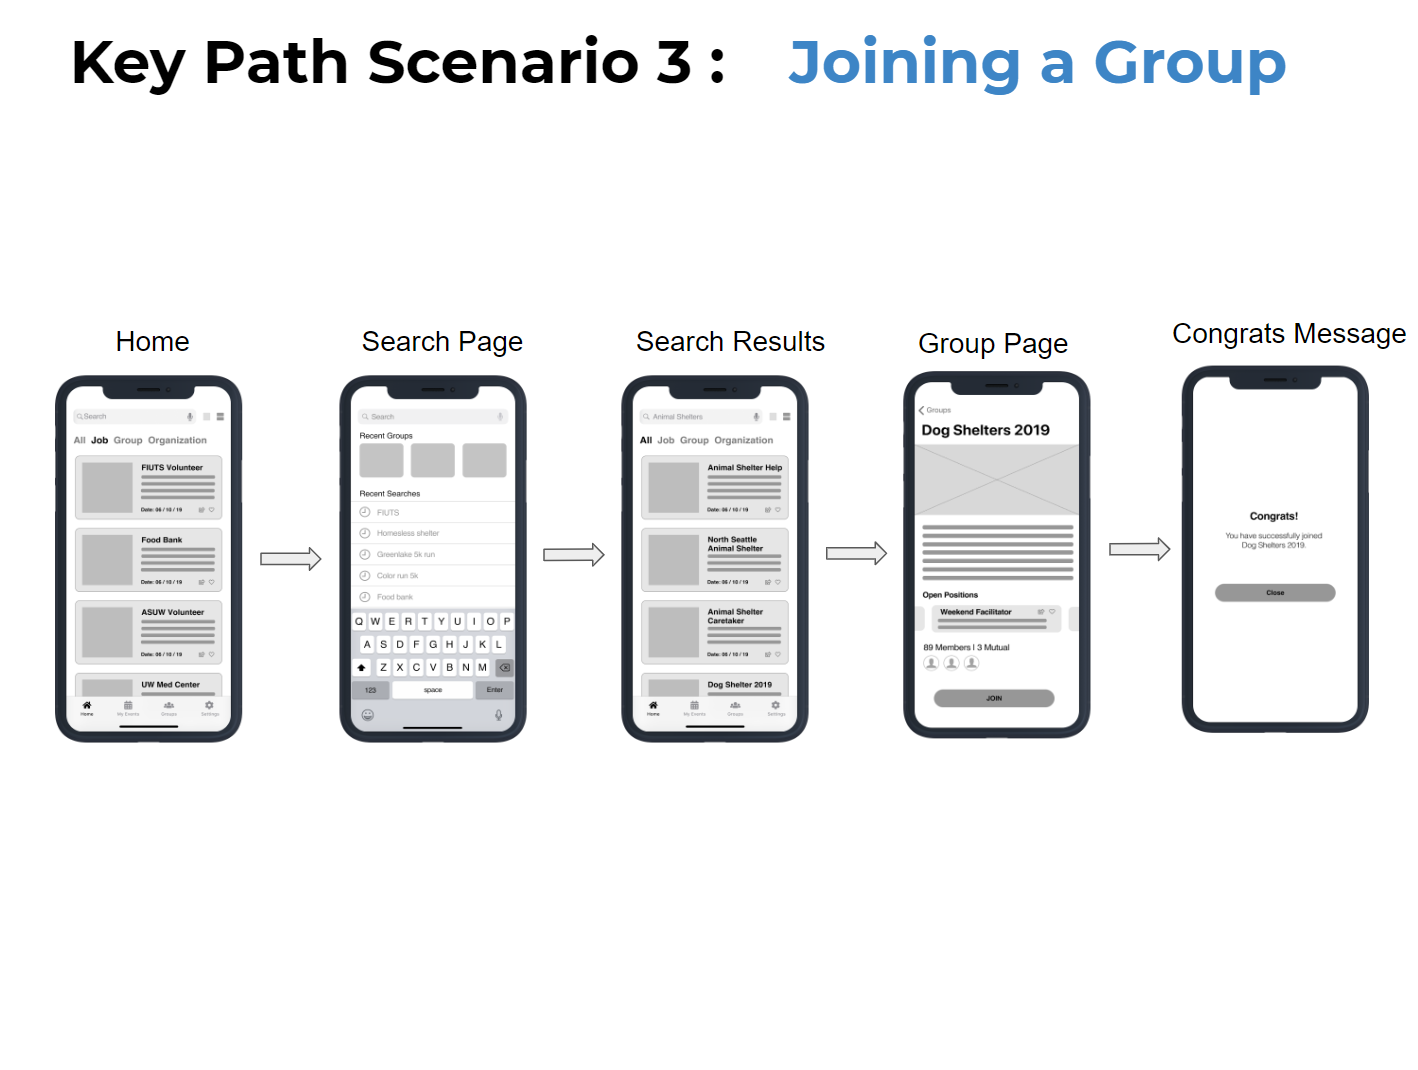 Key Path Scenario 3 : Joining a Group
Home
Search
All Job Group Organization
FIUTS Volunteer
Date: 06 / 10 / 19
Food Bank
Date: 06 / 10 / 19
ASUW Volunteer
Date: 06 / 10 / 19
UW Med Center
Home My Events Groups Settings
Search Page
Search
Recent Groups
Recent Searches
FIUTS
Homesless shelter
Greenlake 5k run
Color run 5k
Food bank
Q W E R T Y U I O P
A S D F G H J K L
Z X C V B N M
123 space Enter
Search Results
Animal Shelters
All Job Group Organization
Animal Shelter Help
Date: 06 / 10 / 19
North Seattle
Animal Shelter
Date: 06 / 10 / 19
Animal Shelter
Caretaker
Date: 06 / 10 / 19
Dog Shelter 2019
Home My Events Groups Settings
Group Page
Groups
Dog Shelters 2019
Open Positions
Weekend Facilitator
89 Members I 3 Mutual
JOIN
Congrats Message
Congrats!
You have successfully joined
Dog Shelters 2019.
Close